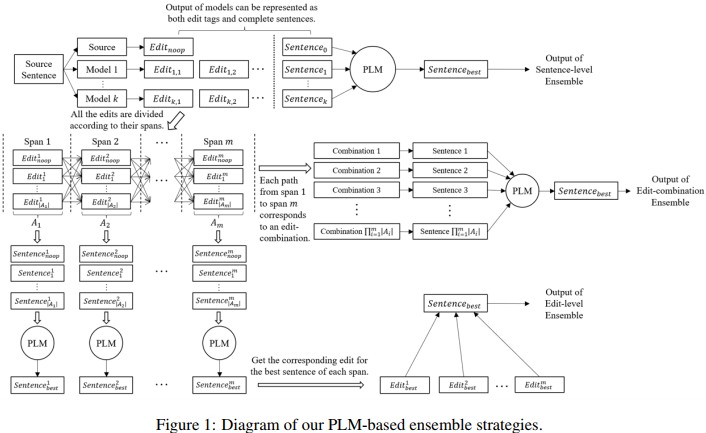 Output of models can be represented as
both edit tags and complete sentences.
Source
Sentence
Source
Edit_noop
Sentence_0
Model 1
Edit_1,1
Edit_1,2
...
Sentence_1
Model k
Edit_k,1
Edit_k,2
...
Sentence_k
PLM
Sentence_best
Output of
Sentence-level
Ensemble
All the edits are divided
according to their spans.
Span 1
Span 2
...
Span m
Edit^1_noop
Edit^2_noop
Edit^m_noop
Edit^1_1
Edit^2_1
Edit^m_1
...
Edit^1_|A_1|
Edit^2_|A_2|
Edit^m_|A_m|
A_1
A_2
A_m
Each path
from span 1
to span m
corresponds
to an edit-
combination.
Combination 1
Sentence 1
Combination 2
Sentence 2
Combination 3
Sentence 3
Combination ∏^m_i=1|A_i|
Sentence ∏^m_i=1|A_i|
PLM
Sentence_best
Output of
Edit-combination
Ensemble
Sentence^1_noop
Sentence^2_noop
Sentence^m_noop
Sentence^1_1
Sentence^2_1
...
Sentence^m_1
Sentence^1_|A_1|
Sentence^2_|A_2|
Sentence^m_|A_m|
PLM
PLM
...
PLM
Sentence^1_best
Sentence^2_best
...
Sentence^m_best
Get the corresponding edit for
the best sentence of each span.
Sentence_best
Output of
Edit-level
Ensemble
Edit^1_best
Edit^2_best
...
Edit^m_best
Figure 1: Diagram of our PLM-based ensemble strategies.